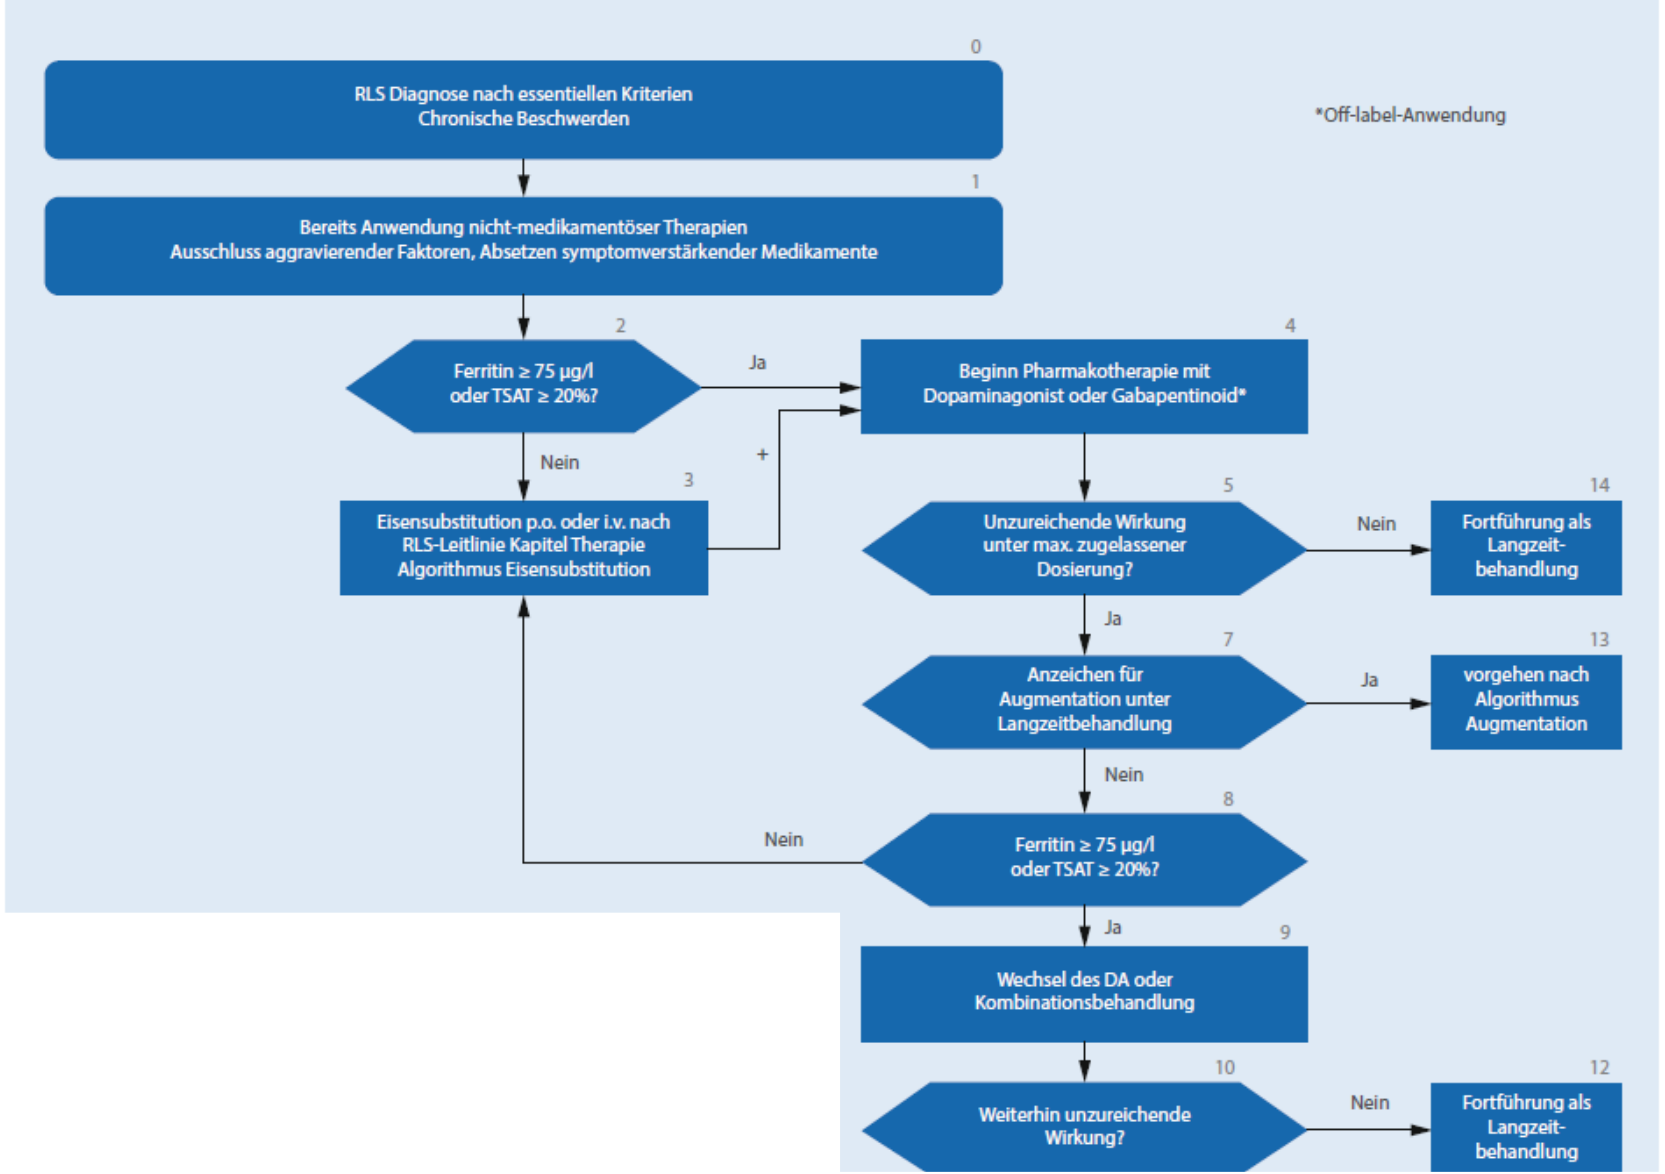 0
RLS Diagnose nach essentiellen Kriterien
Chronische Beschwerden
*Off-label-Anwendung
1
Bereits Anwendung nicht-medikamentöser Therapien
Ausschluss aggravierender Faktoren, Absetzen symptomverstärkender Medikamente
2
Ferritin ≥ 75 µg/l
oder TSAT ≥ 20%?
Ja
4
Beginn Pharmakotherapie mit
Dopaminagonist oder Gabapentinoid*
Nein
+
3
Eisensubstitution p.o. oder i.v. nach
RLS-Leitlinie Kapitel Therapie
Algorithmus Eisensubstitution
5
Unzureichende Wirkung
unter max. zugelassener
Dosierung?
Nein
14
Fortführung als
Langzeit-
behandlung
Ja
7
Anzeichen für
Augmentation unter
Langzeitbehandlung
Ja
13
vorgehen nach
Algorithmus
Augmentation
Nein
8
Ferritin ≥ 75 µg/l
oder TSAT ≥ 20%?
Nein
Ja
9
Wechsel des DA oder
Kombinationsbehandlung
10
Weiterhin unzureichende
Wirkung?
Nein
12
Fortführung als
Langzeit-
behandlung